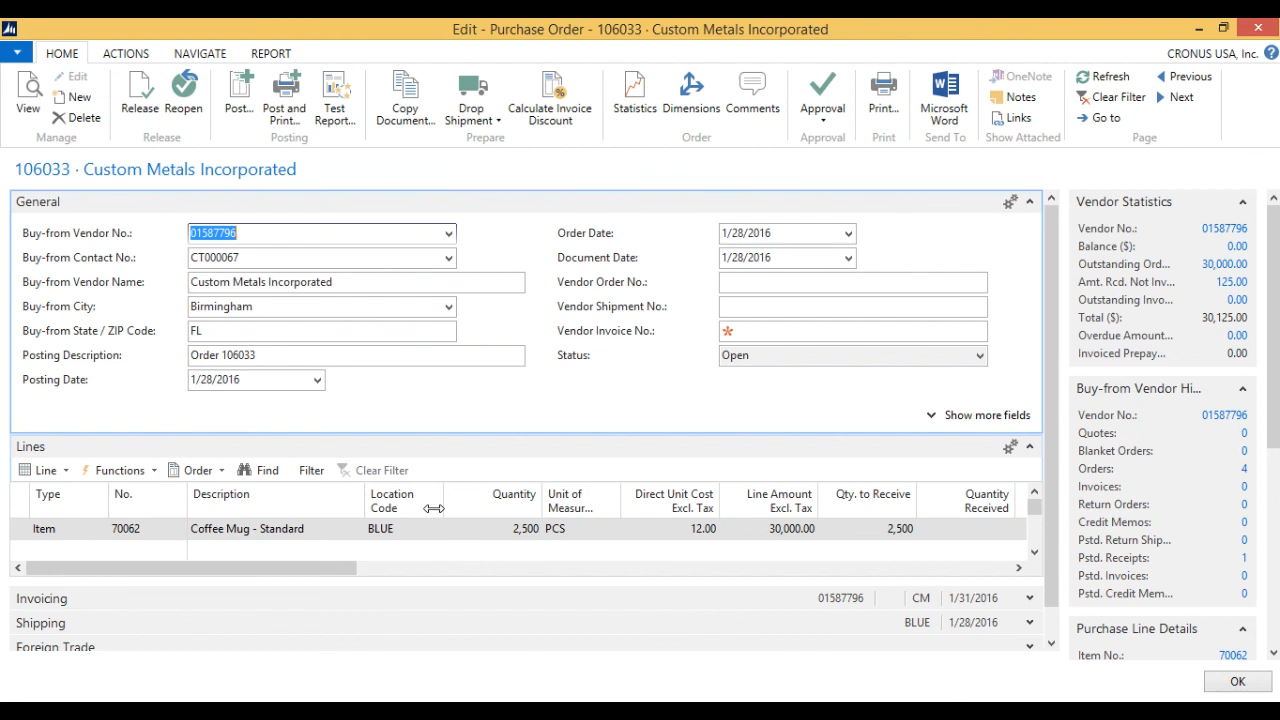 Edit - Purchase Order - 106033 · Custom Metals Incorporated
HOME ACTIONS NAVIGATE REPORT
CRONUS USA, Inc.
View
Edit
New
Delete
Manage
Release
Reopen
Release
Post...
Post and Print...
Test Report...
Posting
Copy Document...
Drop Shipment
Calculate Invoice Discount
Prepare
Statistics
Dimensions
Comments
Order
Approval
Approval
Print...
Print
Microsoft Word
Send To
OneNote
Notes
Links
Show Attached
Refresh
Clear Filter
Go to
Previous
Next
Page
106033 · Custom Metals Incorporated
General
Buy-from Vendor No.: 01587796
Buy-from Contact No.: CT000067
Buy-from Vendor Name: Custom Metals Incorporated
Buy-from City: Birmingham
Buy-from State / ZIP Code: FL
Posting Description: Order 106033
Posting Date: 1/28/2016
Order Date: 1/28/2016
Document Date: 1/28/2016
Vendor Order No.:
Vendor Shipment No.:
Vendor Invoice No.: *
Status: Open
Show more fields
Lines
Line Functions Order Find Filter Clear Filter
Type No. Description Location Code Quantity Unit of Measur... Direct Unit Cost Excl. Tax Line Amount Excl. Tax Qty. to Receive Quantity Received
Item 70062 Coffee Mug - Standard BLUE 2,500 PCS 12.00 30,000.00 2,500
Invoicing 01587796 CM 1/31/2016
Shipping BLUE 1/28/2016
Foreign Trade
Vendor Statistics
Vendor No.: 01587796
Balance ($): 0.00
Outstanding Ord... 30,000.00
Amt. Rcd. Not Inv... 125.00
Outstanding Invo... 0.00
Total ($): 30,125.00
Overdue Amount... 0.00
Invoiced Prepay... 0.00
Buy-from Vendor Hi...
Vendor No.: 01587796
Quotes: 0
Blanket Orders: 0
Orders: 4
Invoices: 0
Return Orders: 0
Credit Memos: 0
Pstd. Return Ship... 0
Pstd. Receipts: 1
Pstd. Invoices: 0
Pstd. Credit Mem... 0
Purchase Line Details
Item No.: 70062
OK